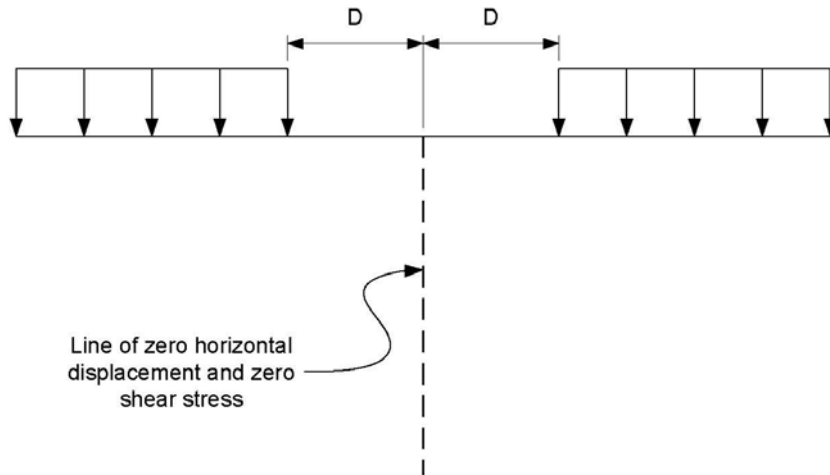 D D
Line of zero horizontal
displacement and zero
shear stress